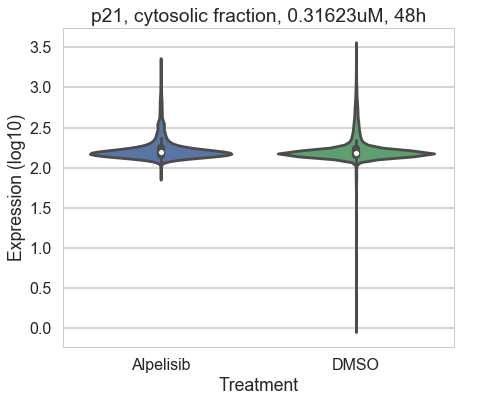 p21, cytosolic fraction, 0.31623uM, 48h
Expression (log10)
3.5
3.0
2.5
2.0
1.5
1.0
0.5
0.0
Alpelisib DMSO
Treatment